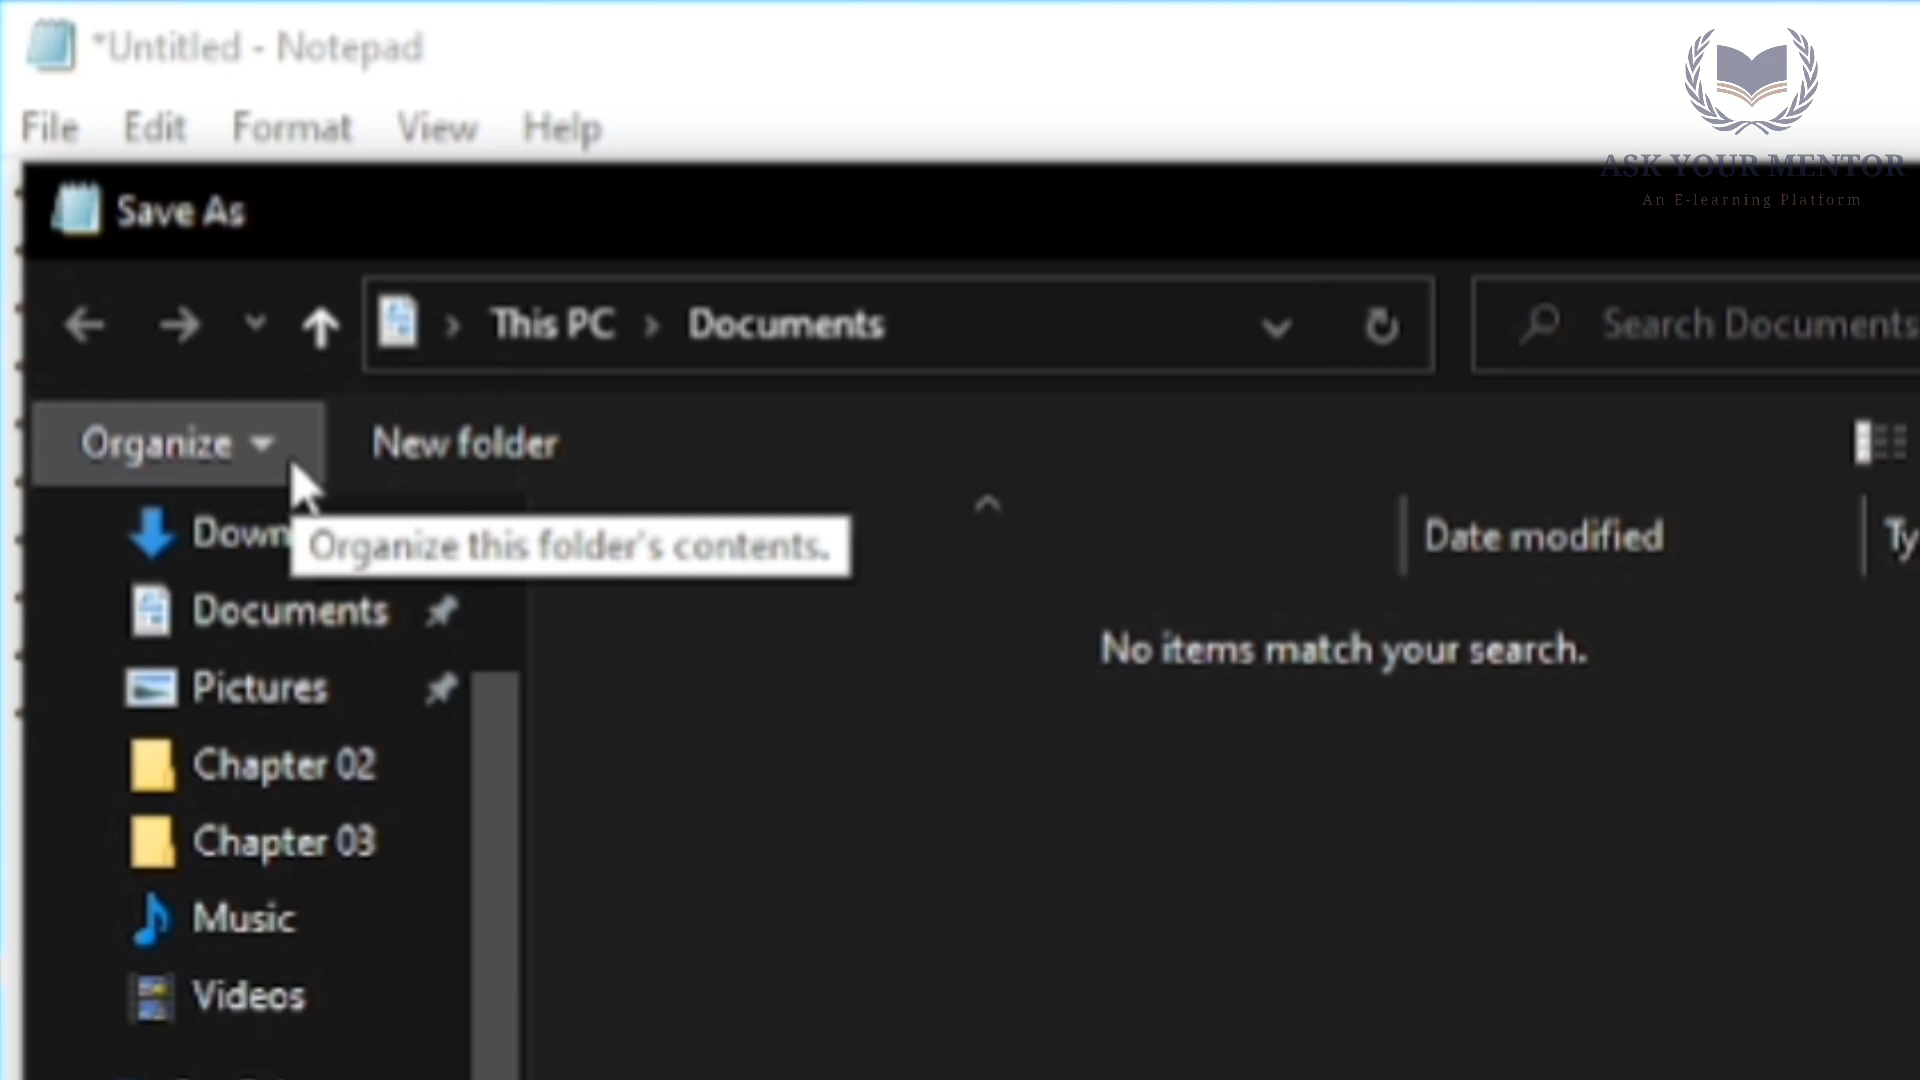 *Untitled - Notepad
File Edit Format View Help
ASK YOUR MENTOR
An E-learning Platform
Save As
This PC Documents
Search Documents
Organize New folder
Down
Organize this folder's contents.
Date modified
Ty
Documents
No items match your search.
Pictures
Chapter 02
Chapter 03
Music
Videos